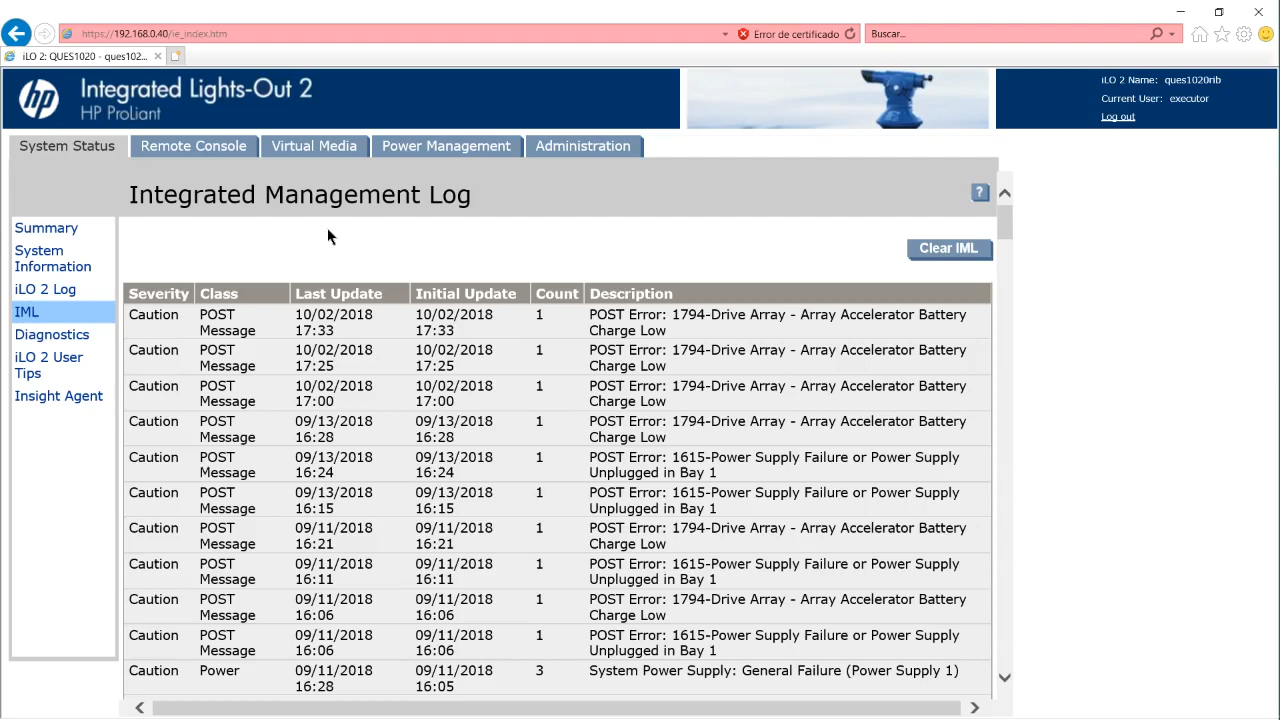 https://192.168.0.40/ie_index.htm
Error de certificado
Buscar...
iLO 2: QUES1020 - ques102...
hp
Integrated Lights-Out 2
HP ProLiant
iLO 2 Name: ques1020rib
Current User: executor
Log out
System Status
Remote Console
Virtual Media
Power Management
Administration
Integrated Management Log
?
Summary
System
Information
iLO 2 Log
IML
Diagnostics
iLO 2 User
Tips
Insight Agent
Clear IML
Severity Class Last Update Initial Update Count Description
Caution POST 10/02/2018 10/02/2018 1 POST Error: 1794-Drive Array - Array Accelerator Battery
Message 17:33 17:33 Charge Low
Caution POST 10/02/2018 10/02/2018 1 POST Error: 1794-Drive Array - Array Accelerator Battery
Message 17:25 17:25 Charge Low
Caution POST 10/02/2018 10/02/2018 1 POST Error: 1794-Drive Array - Array Accelerator Battery
Message 17:00 17:00 Charge Low
Caution POST 09/13/2018 09/13/2018 1 POST Error: 1794-Drive Array - Array Accelerator Battery
Message 16:28 16:28 Charge Low
Caution POST 09/13/2018 09/13/2018 1 POST Error: 1615-Power Supply Failure or Power Supply
Message 16:24 16:24 Unplugged in Bay 1
Caution POST 09/13/2018 09/13/2018 1 POST Error: 1615-Power Supply Failure or Power Supply
Message 16:15 16:15 Unplugged in Bay 1
Caution POST 09/11/2018 09/11/2018 1 POST Error: 1794-Drive Array - Array Accelerator Battery
Message 16:21 16:21 Charge Low
Caution POST 09/11/2018 09/11/2018 1 POST Error: 1615-Power Supply Failure or Power Supply
Message 16:11 16:11 Unplugged in Bay 1
Caution POST 09/11/2018 09/11/2018 1 POST Error: 1794-Drive Array - Array Accelerator Battery
Message 16:06 16:06 Charge Low
Caution POST 09/11/2018 09/11/2018 1 POST Error: 1615-Power Supply Failure or Power Supply
Message 16:06 16:06 Unplugged in Bay 1
Caution Power 09/11/2018 09/11/2018 3 System Power Supply: General Failure (Power Supply 1)
16:28 16:05